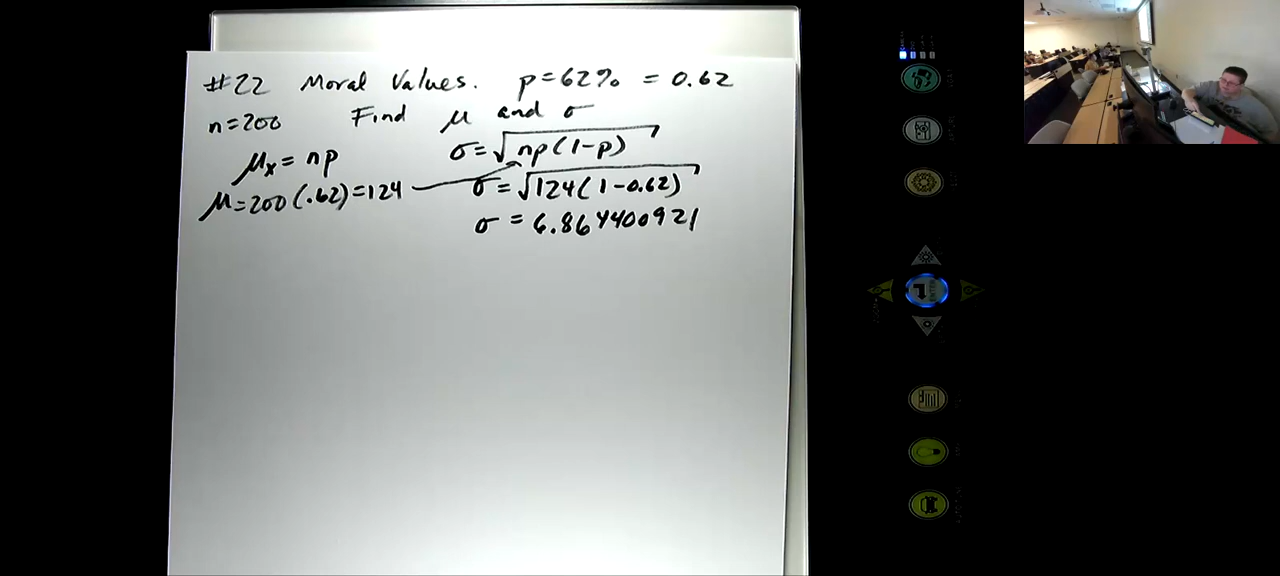 #22 Moral Values. p=62% = 0.62
n=200 Find μ and σ
μx = np σ=√np(1-p)
μ=200(.62)=124 σ=√124(1-0.62)
σ = 6.864400921